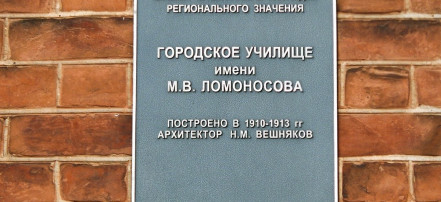 РЕГИОНАЛЬНОГО ЗНАЧЕНИЯ
ГОРОДСКОЕ УЧИЛИЩЕ
имени
М.В. ЛОМОНОСОВА
ПОСТРОЕНО В 1910-1913 гг
АРХИТЕКТОР Н.М. ВЕШНЯКОВ